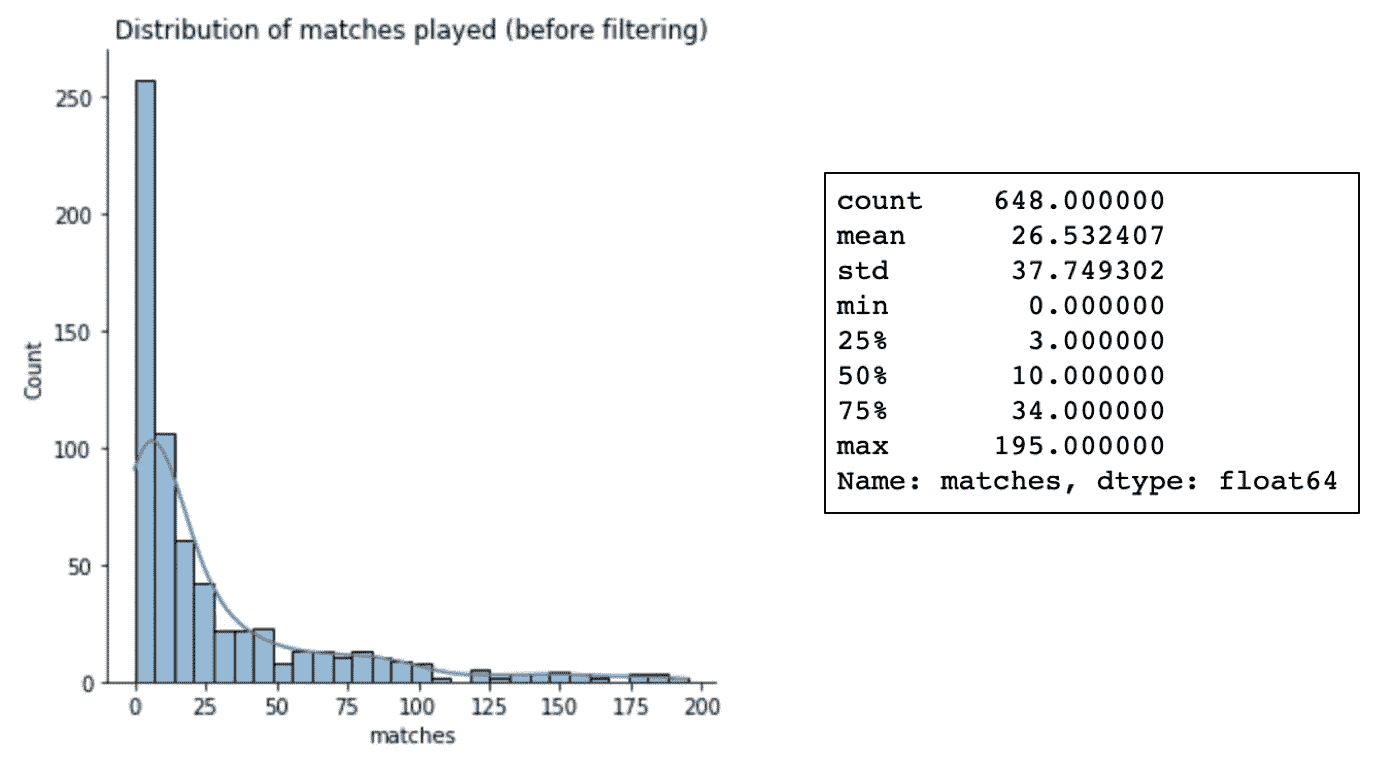 Distribution of matches played (before filtering)
250
200
150
100
50
0
Count
0 25 50 75 100 125 150 175 200
matches
count 648.000000
mean 26.532407
std 37.749302
min 0.000000
25% 3.000000
50% 10.000000
75% 34.000000
max 195.000000
Name: matches, dtype: float64